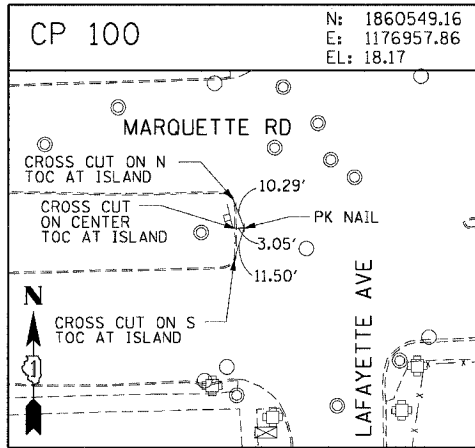 CP 100
N: 1860549.16
E: 1176957.86
EL: 18.17
MARQUETTE RD
CROSS CUT ON N
TOC AT ISLAND
10.29'
CROSS CUT
ON CENTER
TOC AT ISLAND
PK NAIL
3.05'
11.50'
N
CROSS CUT ON S
TOC AT ISLAND
LAFAYETTE AVE
1